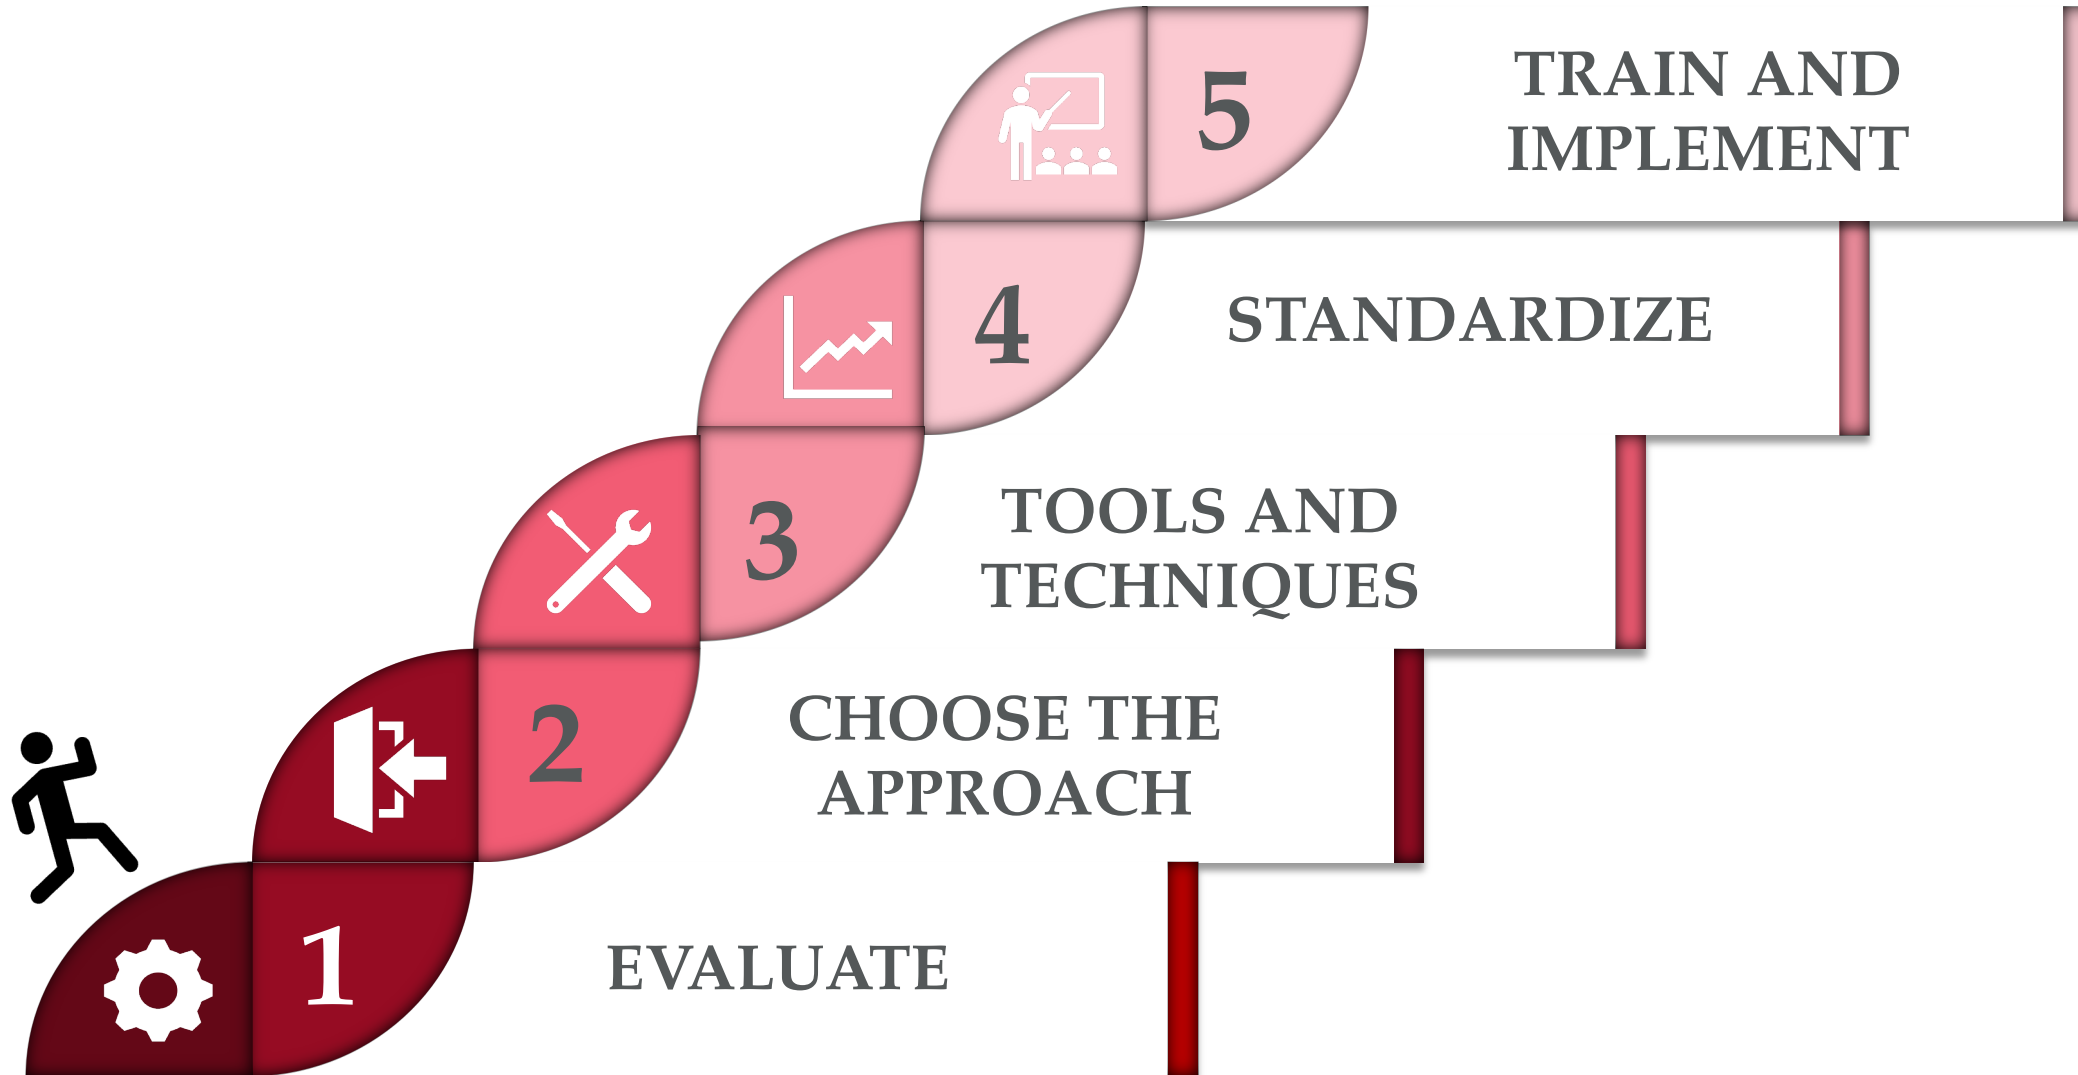 5
TRAIN AND
IMPLEMENT
4
STANDARDIZE
3
TOOLS AND
TECHNIQUES
2
CHOOSE THE
APPROACH
1
EVALUATE